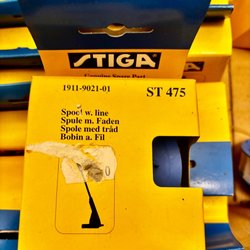 STIGA
Genuine Spare Part
1911-9021-01 ST 475
Spool w. line
Spule m. Faden
Spole med tråd
Bobin a. Fil